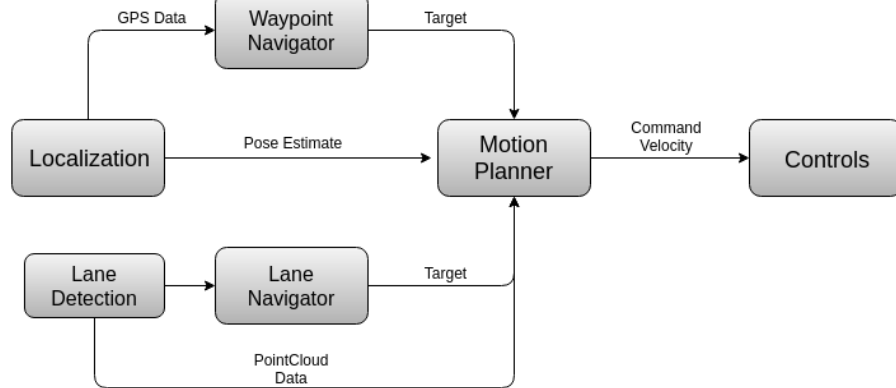 GPS Data
Waypoint
Navigator
Target
Localization
Pose Estimate
Motion
Planner
Command
Velocity
Controls
Lane
Detection
Lane
Navigator
Target
PointCloud
Data